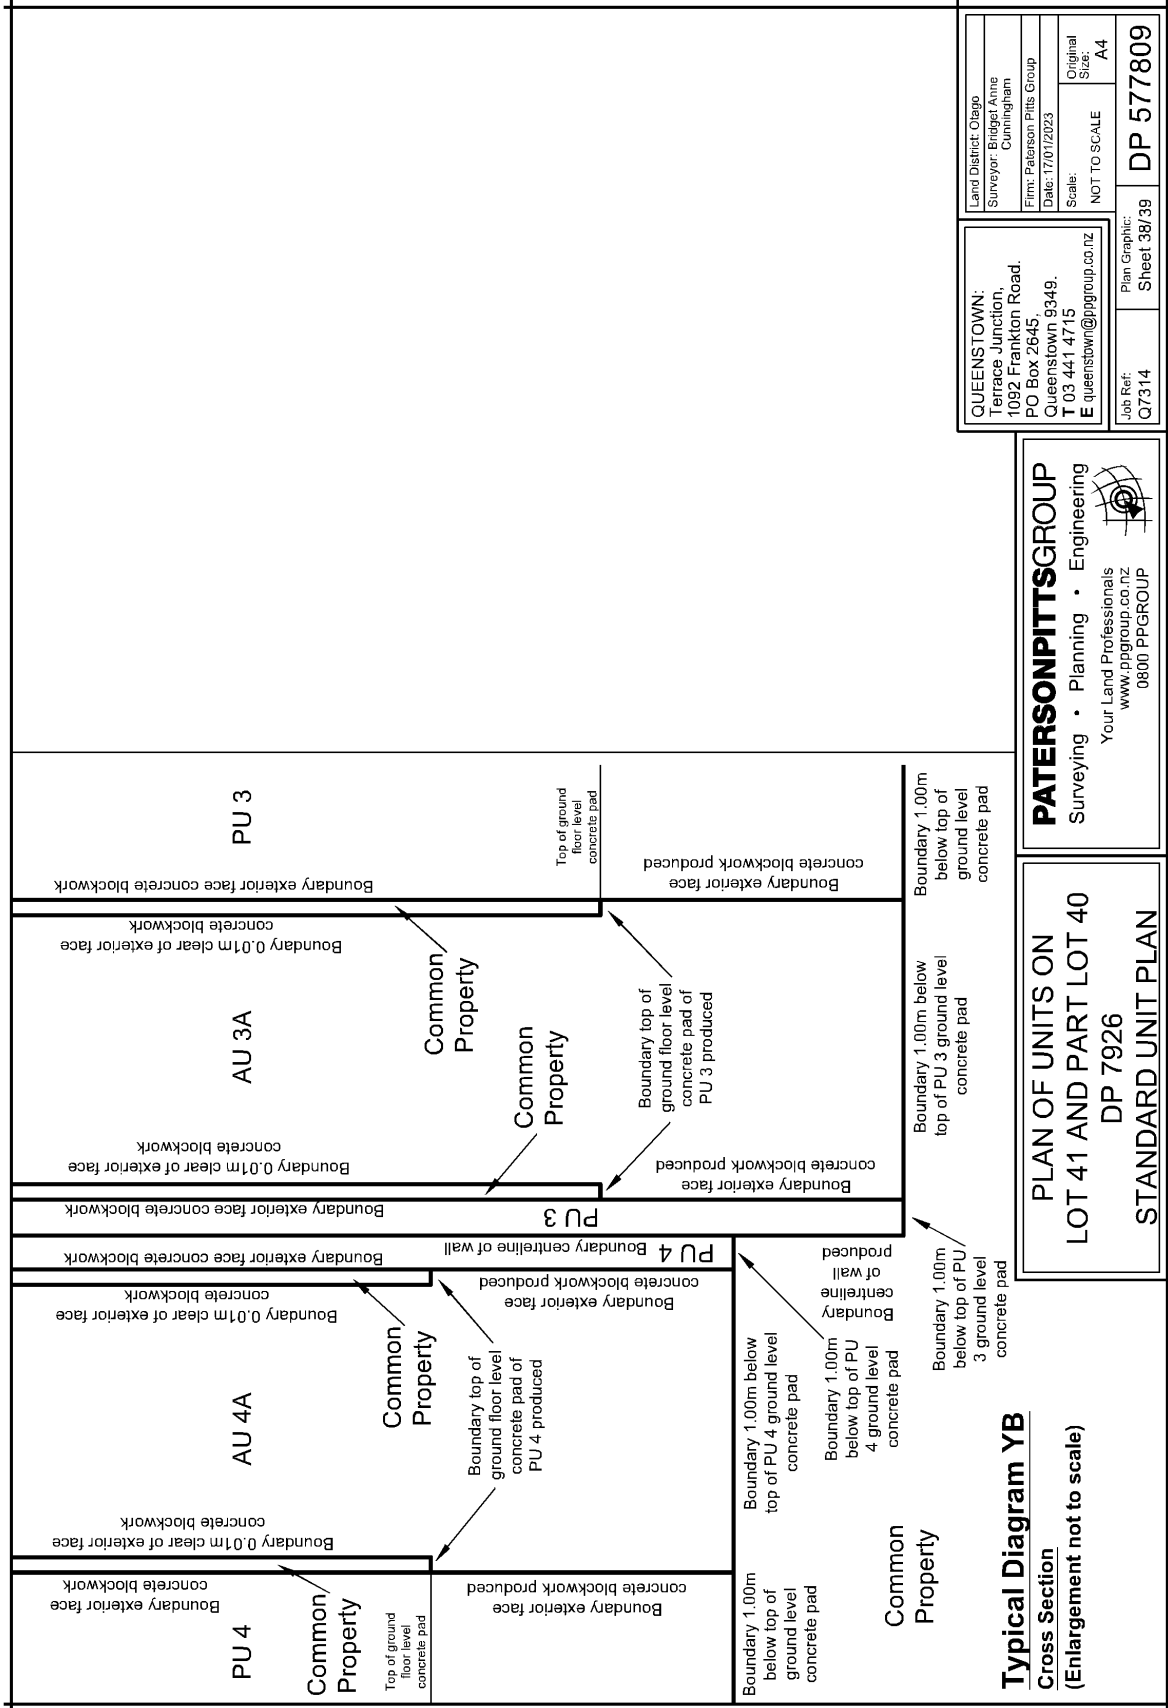 PU 4
Boundary exterior face
concrete blockwork
Common
Property
Top of ground
floor level
concrete pad
Boundary 0.01m clear of exterior face
concrete blockwork
Boundary exterior face
concrete blockwork produced
Boundary 1.00m
below top of
ground level
concrete pad
AU 4A
Boundary top of
ground floor level
concrete pad of
PU 4 produced
Boundary 1.00m below
top of PU 4 ground level
concrete pad
Common
Property
Boundary 0.01m clear of exterior face
concrete blockwork
Common
Property
Boundary exterior face
concrete blockwork produced
Boundary exterior face concrete blockwork
PU 4
Boundary centreline of wall
Boundary 1.00m
below top of PU
4 ground level
concrete pad
Boundary
centreline
of wall
produced
Boundary 1.00m
below top of PU
3 ground level
concrete pad
PU 3
Boundary exterior face concrete blockwork
Boundary 0.01m clear of exterior face
concrete blockwork
Common
Property
Boundary exterior face
concrete blockwork produced
AU 3A
Boundary top of
ground floor level
concrete pad of
PU 3 produced
Boundary 1.00m below
top of PU 3 ground level
concrete pad
Common
Property
Boundary 0.01m clear of exterior face
concrete blockwork
Boundary exterior face concrete blockwork
Boundary exterior face
concrete blockwork produced
PU 3
Top of ground
floor level
concrete pad
Boundary 1.00m
below top of
ground level
concrete pad
Typical Diagram YB
Cross Section
(Enlargement not to scale)
PLAN OF UNITS ON
LOT 41 AND PART LOT 40
DP 7926
STANDARD UNIT PLAN
PATERSONPITTSGROUP
Surveying • Planning • Engineering
Your Land Professionals
www.ppgroup.co.nz
0800 PPGROUP
QUEENSTOWN:
Terrace Junction,
1092 Frankton Road.
PO Box 2645,
Queenstown 9349.
T 03 441 4715
E queenstown@ppgroup.co.nz
Land District: Otago
Surveyor: Bridget Anne
Cunningham
Firm: Paterson Pitts Group
Date: 17/01/2023
Scale:
NOT TO SCALE
Original
Size:
A4
Job Ref:
Q7314
Plan Graphic:
Sheet 38/39
DP 577809